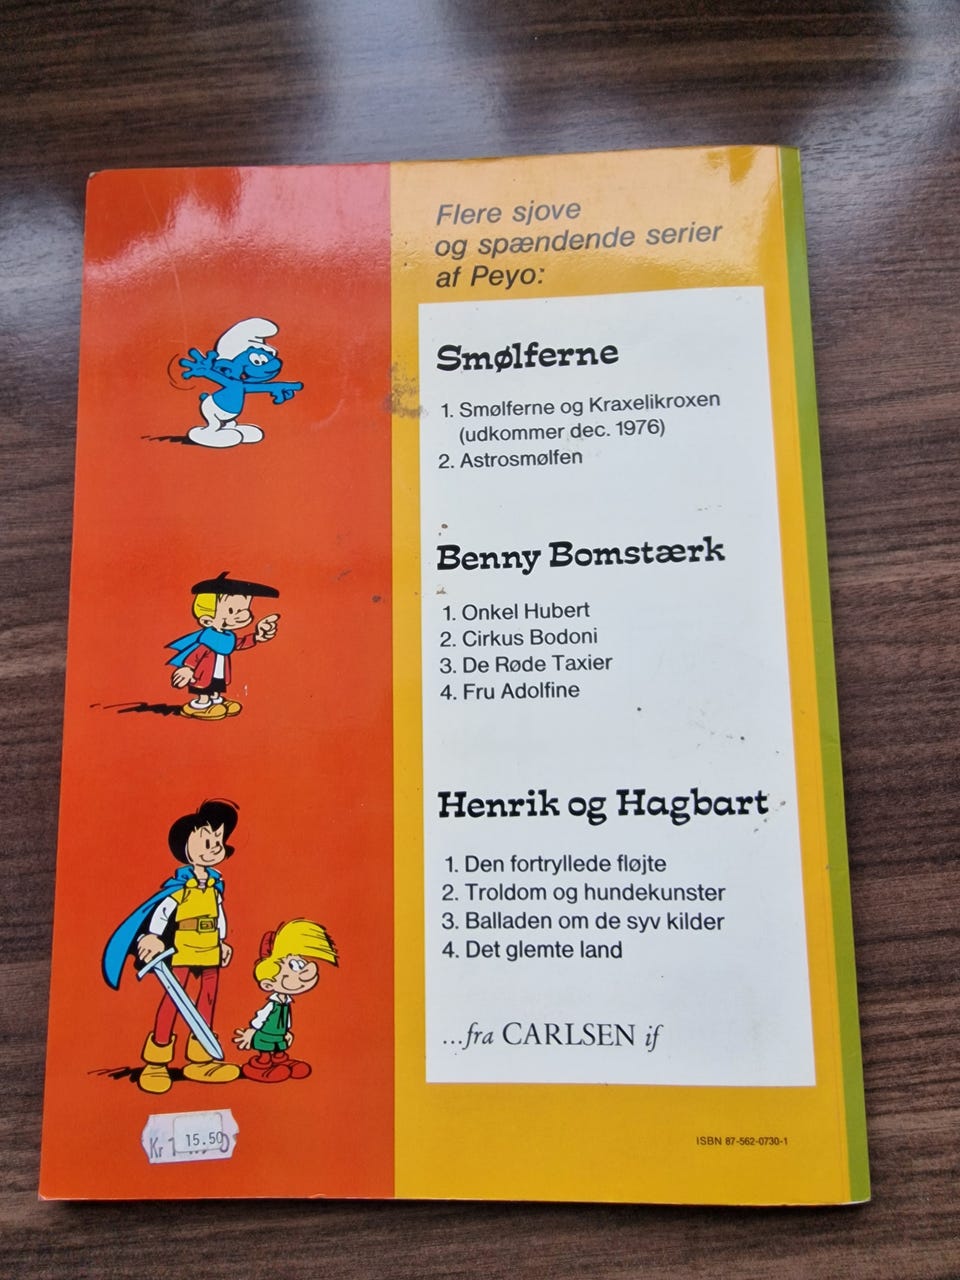 Flere sjove
og spændende serier
af Peyo:
Smølferne
1. Smølferne og Kraxelikroxen
(udkommer dec. 1976)
2. Astrosmølfen
Benny Bomstærk
1. Onkel Hubert
2. Cirkus Bodoni
3. De Røde Taxier
4. Fru Adolfine
Henrik og Hagbart
1. Den fortryllede fløjte
2. Troldom og hundekunster
3. Balladen om de syv kilder
4. Det glemte land
...fra CARLSEN if
Kr 15.50
ISBN 87-562-0730-1